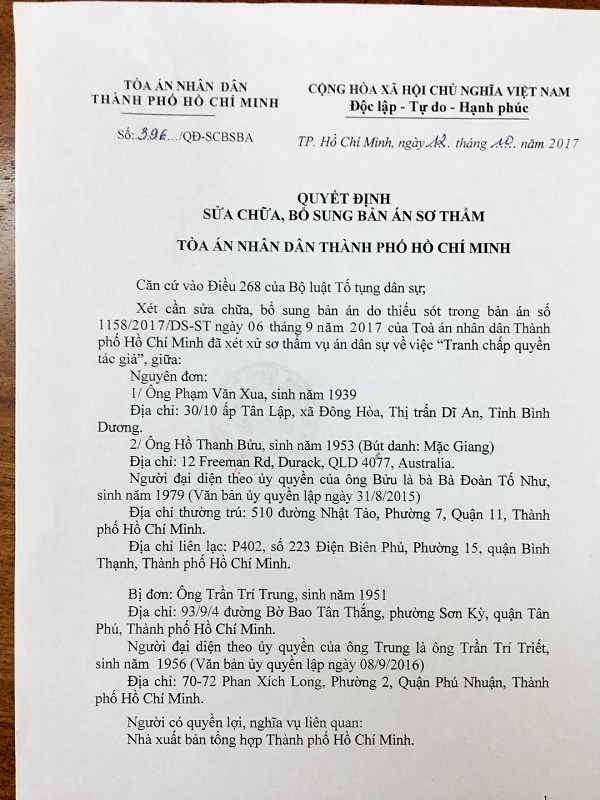 TÒA ÁN NHÂN DÂN
THÀNH PHỐ HỒ CHÍ MINH
CỘNG HÒA XÃ HỘI CHỦ NGHĨA VIỆT NAM
Độc lập - Tự do - Hạnh phúc
Số:.396.../QĐ-SCBSBA
TP. Hồ Chí Minh, ngày.12. tháng .10. năm 2017
QUYẾT ĐỊNH
SỬA CHỮA, BỔ SUNG BẢN ÁN SƠ THẨM
TÒA ÁN NHÂN DÂN THÀNH PHỐ HỒ CHÍ MINH
Căn cứ vào Điều 268 của Bộ luật Tố tụng dân sự;
Xét cần sửa chữa, bổ sung bản án do thiếu sót trong bản án số
1158/2017/DS-ST ngày 06 tháng 9 năm 2017 của Toà án nhân dân Thành
phố Hồ Chí Minh đã xét xử sơ thẩm vụ án dân sự về việc “Tranh chấp quyền
tác giả”, giữa:
Nguyên đơn:
1/ Ông Phạm Văn Xua, sinh năm 1939
Địa chỉ: 30/10 ấp Tân Lập, xã Đông Hòa, Thị trấn Dĩ An, Tỉnh Bình
Dương.
2/ Ông Hồ Thanh Bửu, sinh năm 1953 (Bút danh: Mặc Giang)
Địa chỉ: 12 Freeman Rd, Durack, QLD 4077, Australia.
Người đại diện theo ủy quyền của ông Bửu là bà Bà Đoàn Tố Như,
sinh năm 1979 (Văn bản ủy quyền lập ngày 31/8/2015)
Địa chỉ thường trú: 510 đường Nhật Tảo, Phường 7, Quận 11, Thành
phố Hồ Chí Minh.
Địa chỉ liên lạc: P402, số 223 Điện Biên Phủ, Phường 15, quận Bình
Thạnh, Thành phố Hồ Chí Minh.
Bị đơn: Ông Trần Trí Trung, sinh năm 1951
Địa chỉ: 93/9/4 đường Bờ Bao Tân Thắng, phường Sơn Kỳ, quận Tân
Phú, Thành phố Hồ Chí Minh.
Người đại diện theo ủy quyền của ông Trung là ông Trần Trí Triết,
sinh năm 1956 (Văn bản ủy quyền lập ngày 08/9/2016)
Địa chỉ: 70-72 Phan Xích Long, Phường 2, Quận Phú Nhuận, Thành
phố Hồ Chí Minh.
Người có quyền lợi, nghĩa vụ liên quan:
Nhà xuất bản tổng hợp Thành phố Hồ Chí Minh.
1